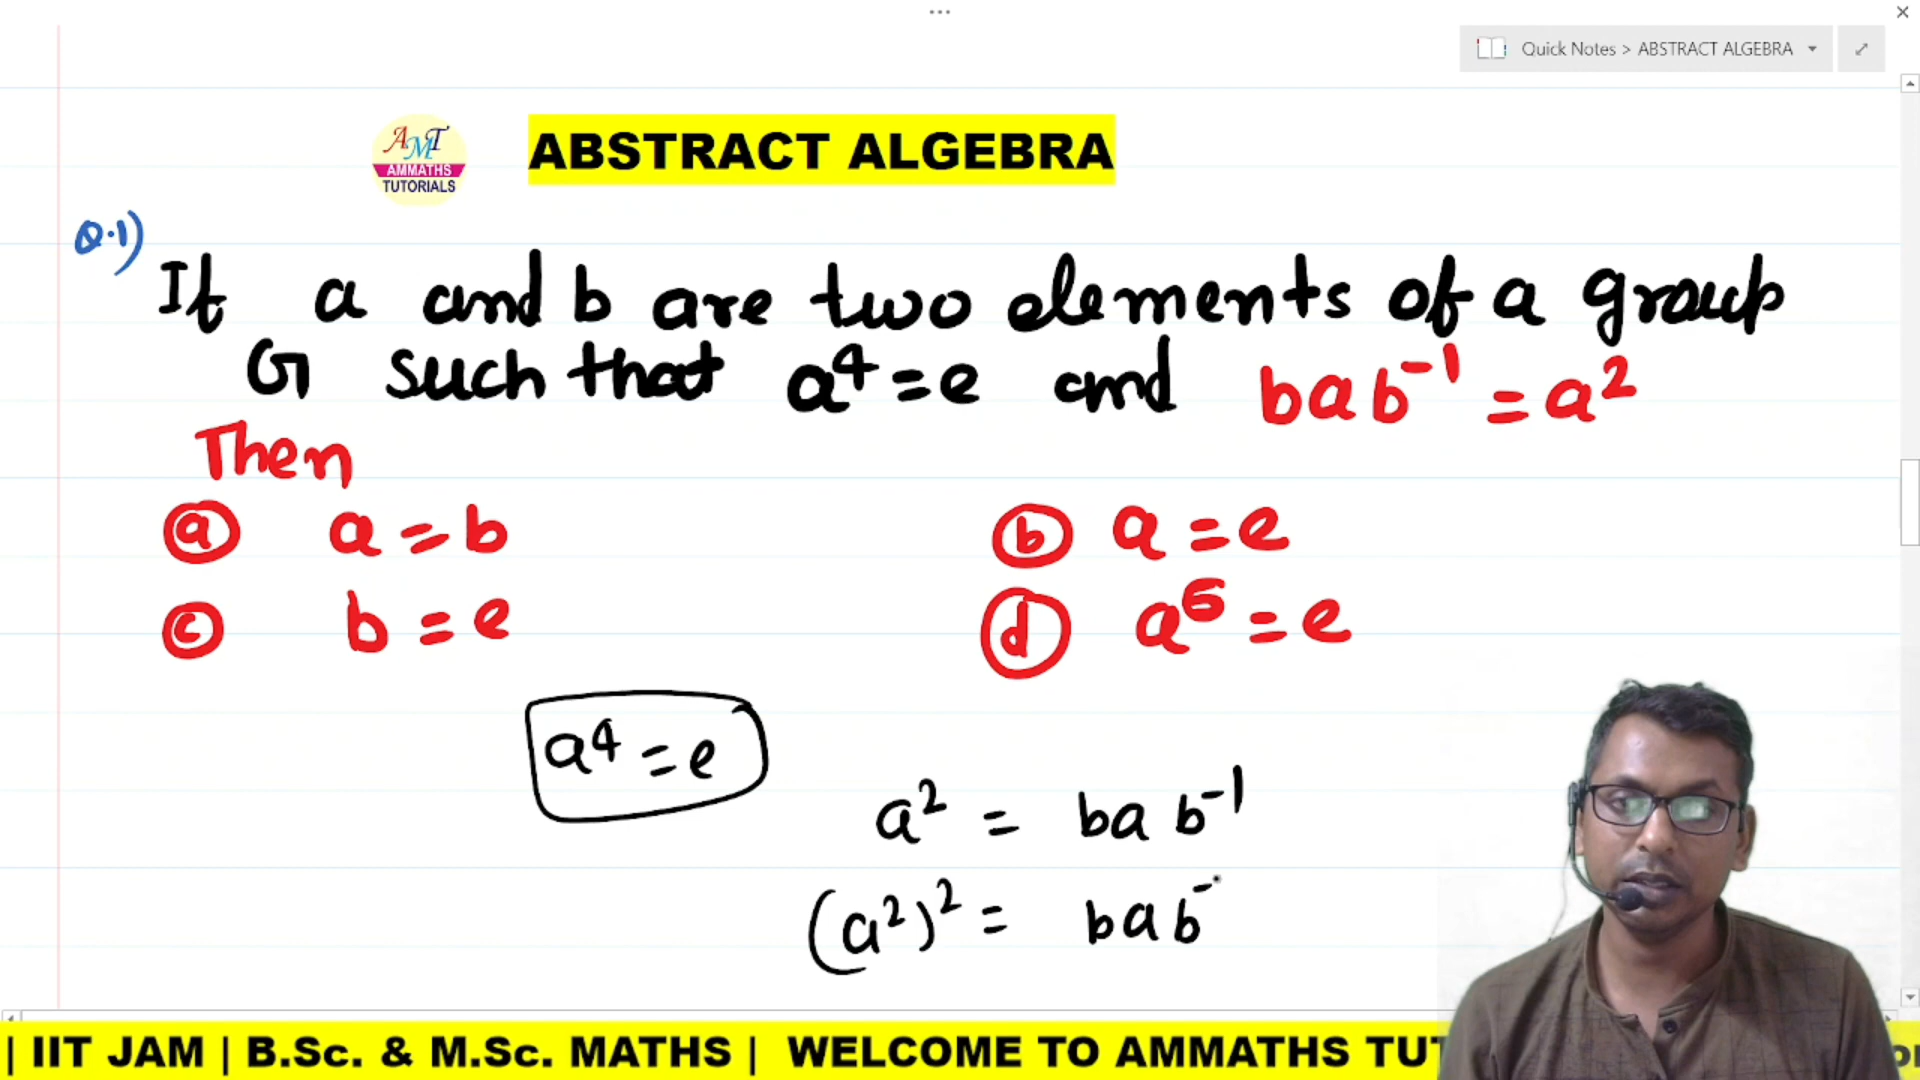 Quick Notes > ABSTRACT ALGEBRA
AMT
AMMATHS
TUTORIALS
ABSTRACT ALGEBRA
Q.1)
If a and b are two elements of a group
G such that a⁴ = e and bab⁻¹ = a²
Then
ⓐ a = b
ⓑ a = e
ⓒ b = e
ⓓ a⁶ = e
a⁴ = e
a² = bab⁻¹
(a²)² = bab⁻
| IIT JAM | B.Sc. & M.Sc. MATHS | WELCOME TO AMMATHS TUT